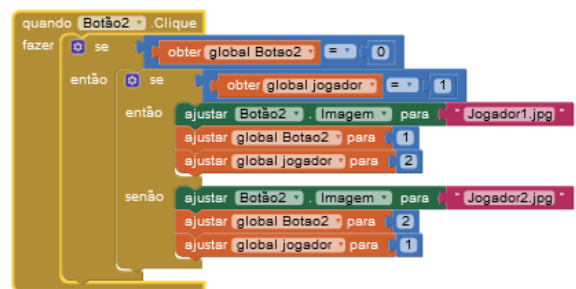 quando Botão2 .Clique
fazer se obter global Botao2 = 0
então se obter global jogador = 1
então ajustar Botão2 . Imagem para " Jogador1.jpg "
ajustar global Botao2 para 1
ajustar global jogador para 2
senão ajustar Botão2 . Imagem para " Jogador2.jpg "
ajustar global Botao2 para 2
ajustar global jogador para 1